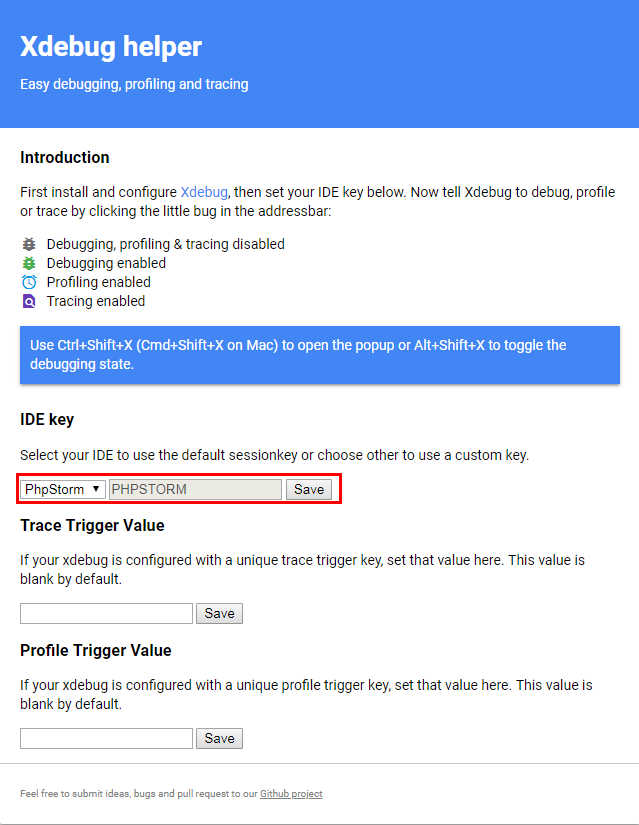 Xdebug helper
Easy debugging, profiling and tracing
Introduction
First install and configure Xdebug, then set your IDE key below. Now tell Xdebug to debug, profile
or trace by clicking the little bug in the addressbar:
Debugging, profiling & tracing disabled
Debugging enabled
Profiling enabled
Tracing enabled
Use Ctrl+Shift+X (Cmd+Shift+X on Mac) to open the popup or Alt+Shift+X to toggle the
debugging state.
IDE key
Select your IDE to use the default sessionkey or choose other to use a custom key.
PhpStorm PHPSTORM Save
Trace Trigger Value
If your xdebug is configured with a unique trace trigger key, set that value here. This value is
blank by default.
Save
Profile Trigger Value
If your xdebug is configured with a unique profile trigger key, set that value here. This value is
blank by default.
Save
Feel free to submit ideas, bugs and pull request to our Github project